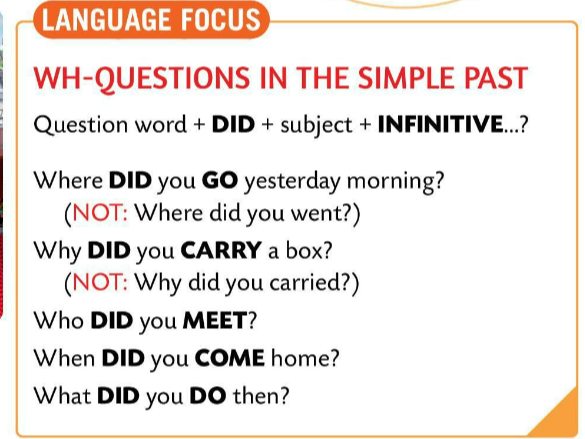 LANGUAGE FOCUS
WH-QUESTIONS IN THE SIMPLE PAST
Question word + DID + subject + INFINITIVE...?
Where DID you GO yesterday morning?
(NOT: Where did you went?)
Why DID you CARRY a box?
(NOT: Why did you carried?)
Who DID you MEET?
When DID you COME home?
What DID you DO then?